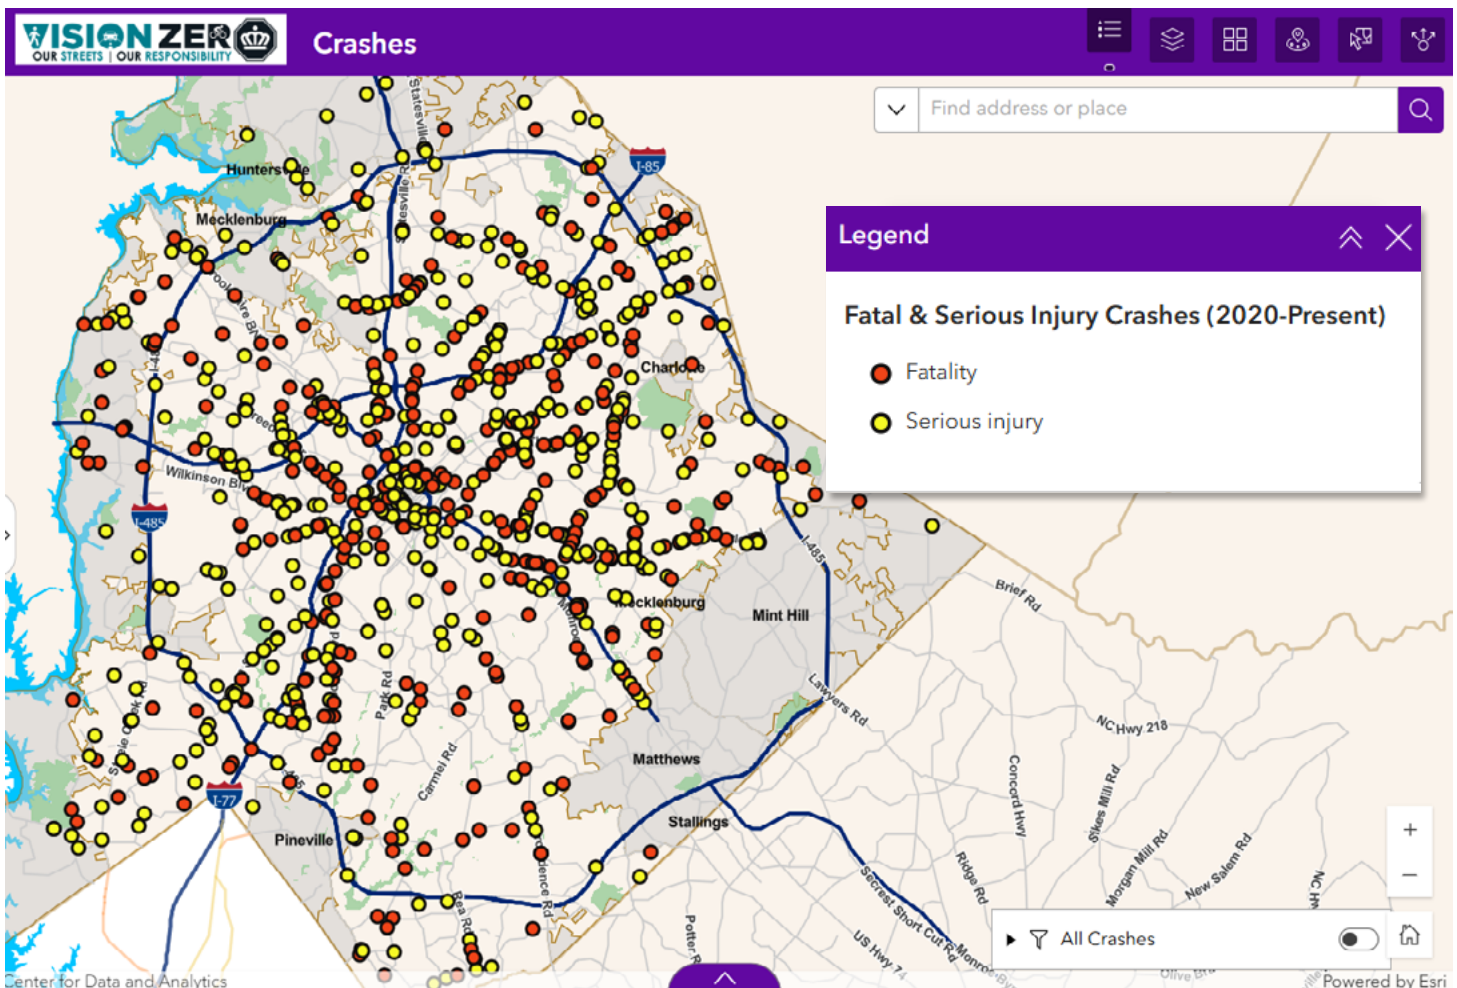 VISION ZERO
OUR STREETS | OUR RESPONSIBILITY
Crashes
Find address or place
Legend
Fatal & Serious Injury Crashes (2020-Present)
Fatality
Serious injury
I-85
Mecklenburg
Wilkinson Blv
I-485
I-485
Mint Hill
Brief Rd
Lawyers Rd
NC Hwy 218
Park Rd
Carmel Rd
Matthews
Concord Hwy
Sikes Mill Rd
I-77
Pineville
Stallings
Morgan Mill Rd
New Salem Rd
Ridge Rd
Secrest Short Cut Rd
Rea Rd
Potter R
US Hwy 74
All Crashes
Center for Data and Analytics
Powered by Esri